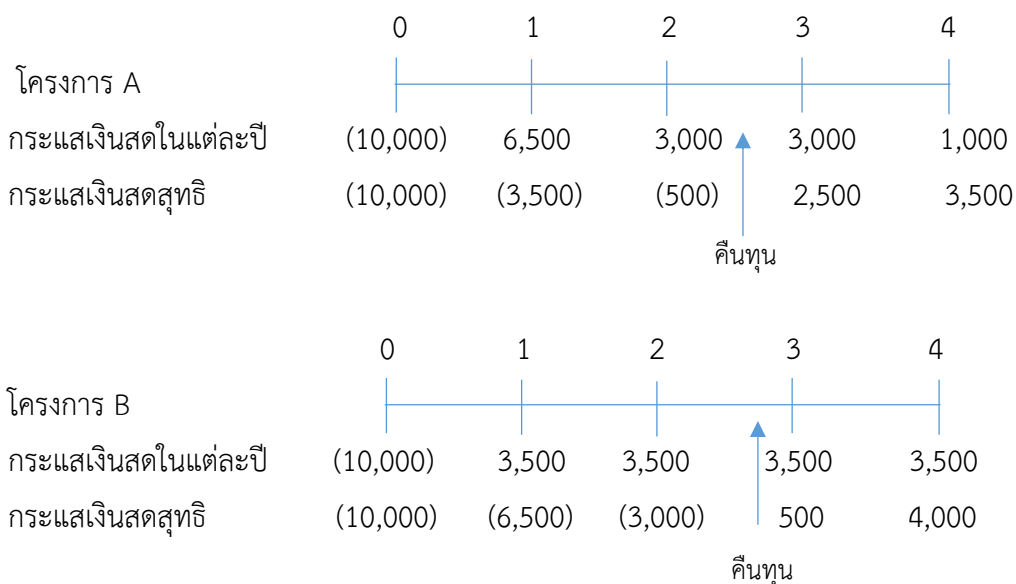 0 1 2 3 4
โครงการ A
กระแสเงินสดในแต่ละปี (10,000) 6,500 3,000 3,000 1,000
กระแสเงินสดสุทธิ (10,000) (3,500) (500) 2,500 3,500
คืนทุน
0 1 2 3 4
โครงการ B
กระแสเงินสดในแต่ละปี (10,000) 3,500 3,500 3,500 3,500
กระแสเงินสดสุทธิ (10,000) (6,500) (3,000) 500 4,000
คืนทุน